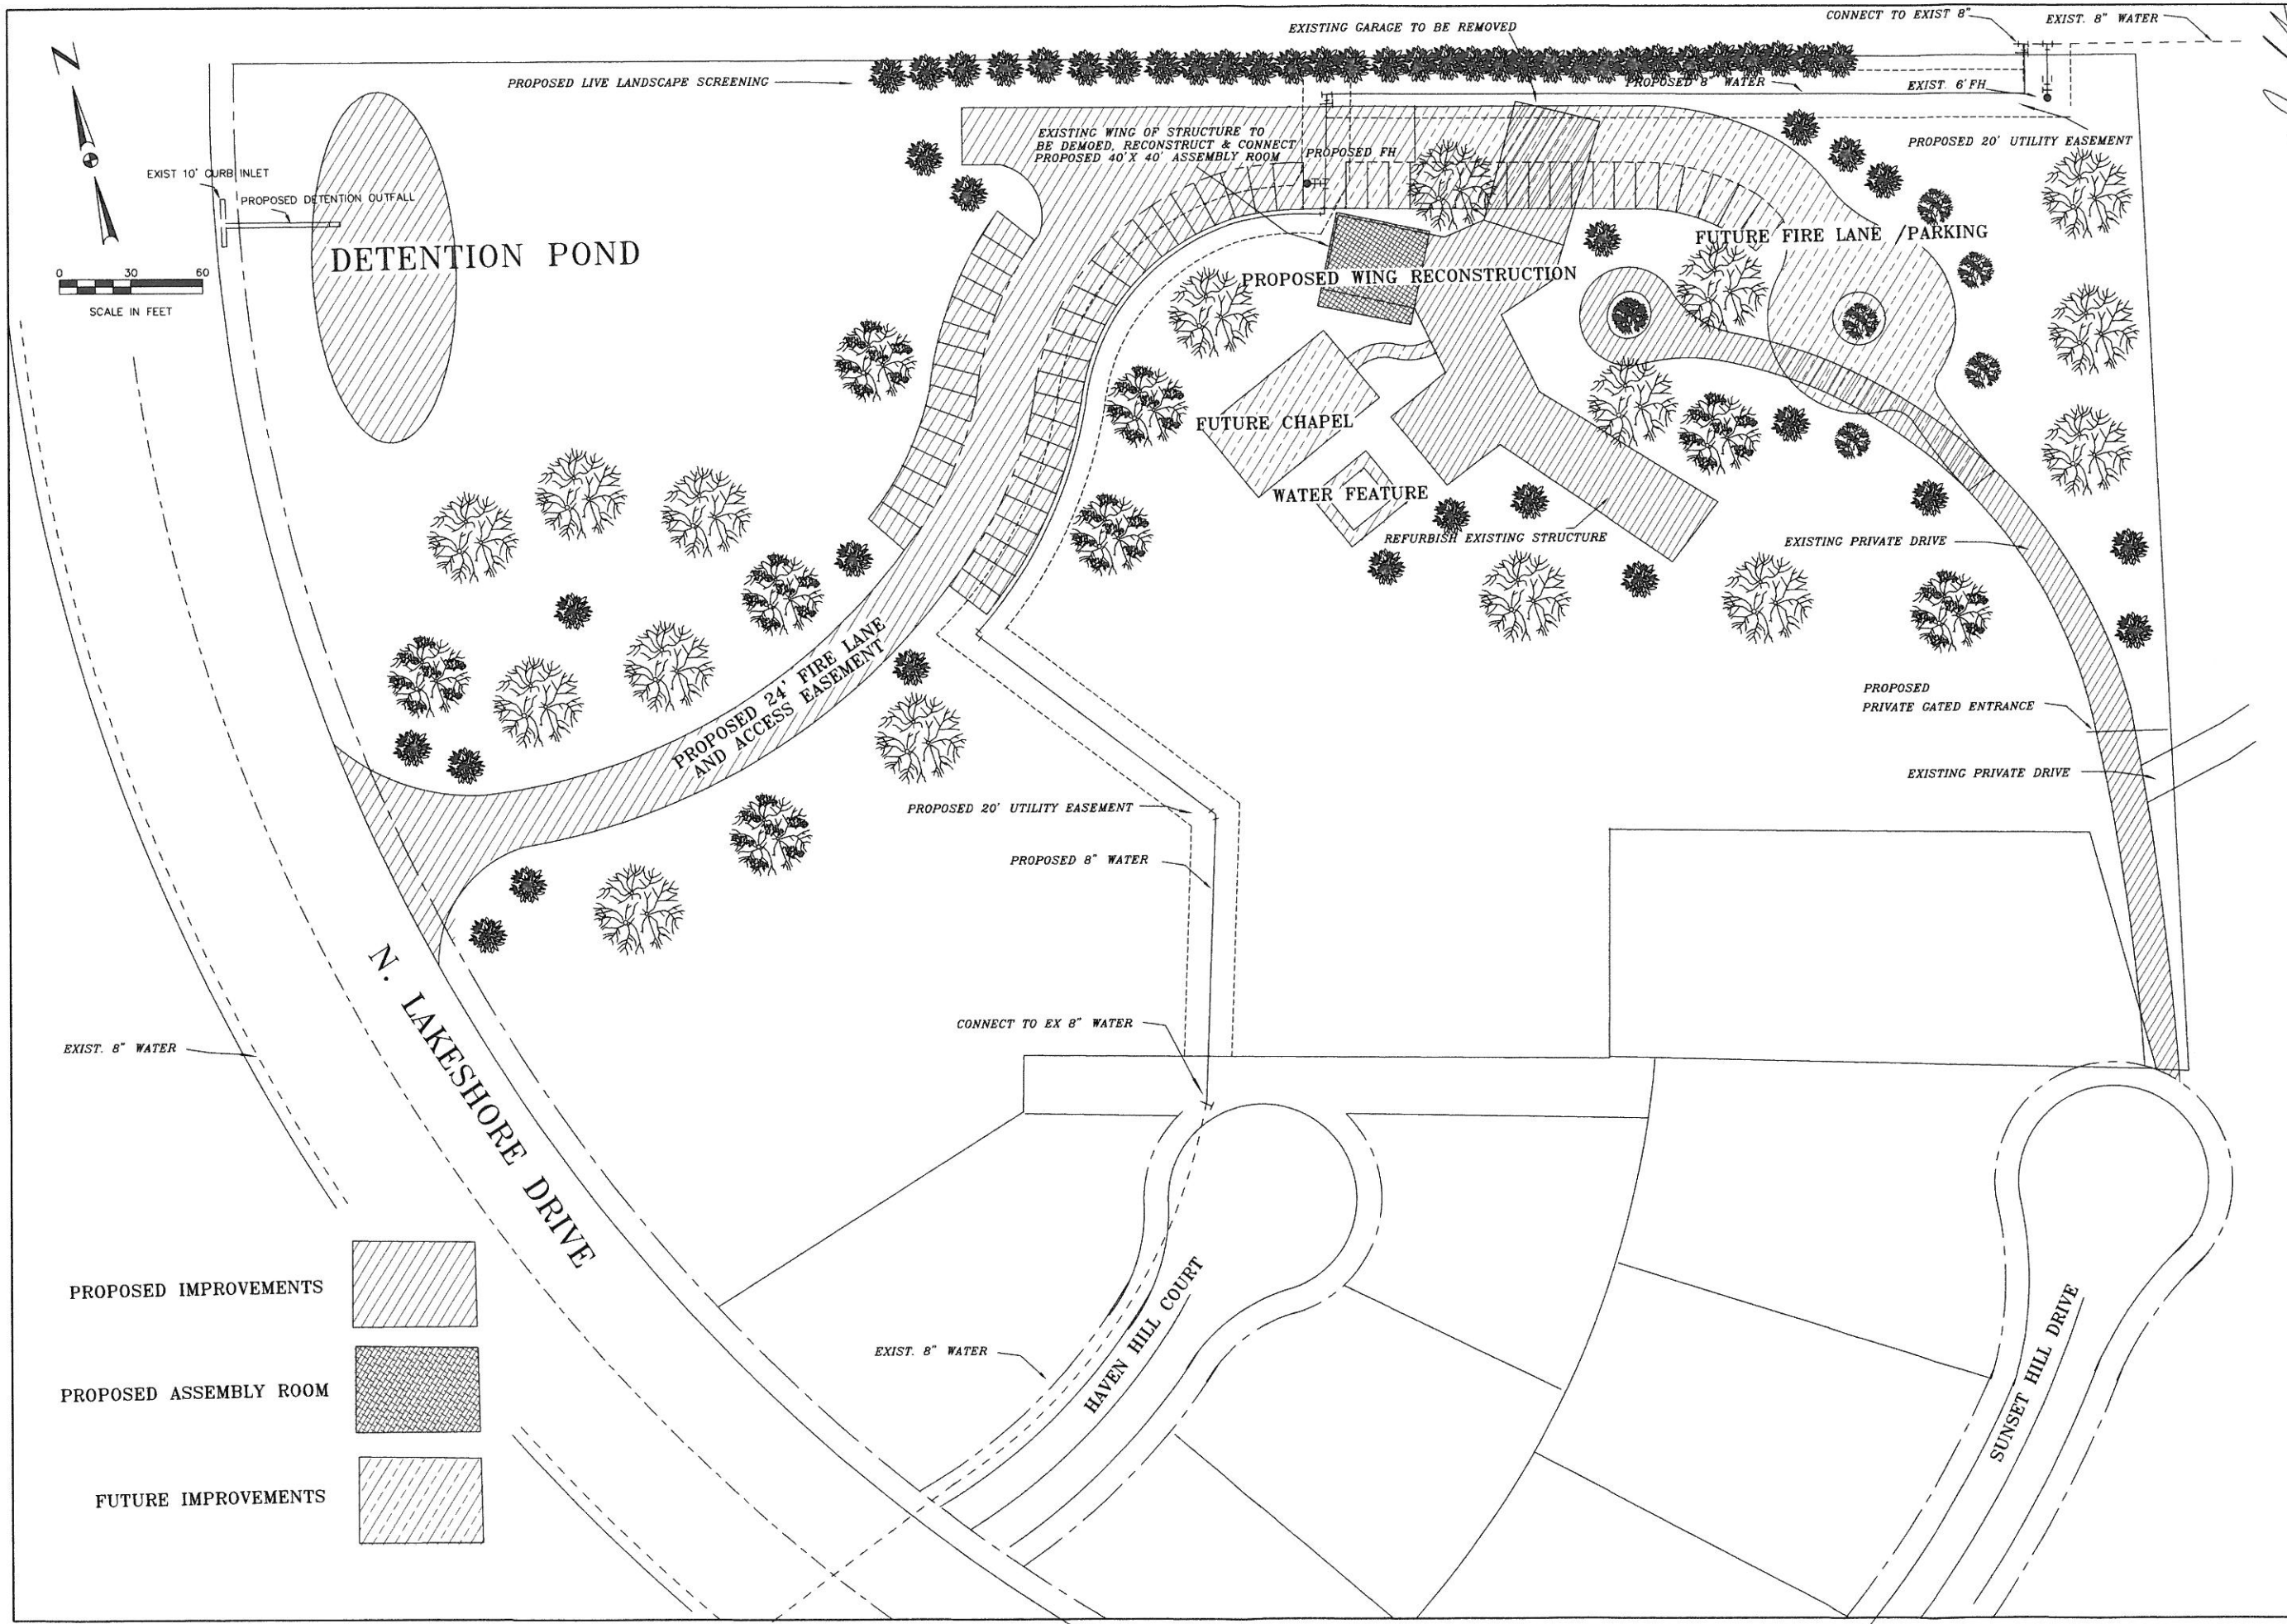 EXISTING GARAGE TO BE REMOVED
CONNECT TO EXIST 8"
EXIST. 8" WATER
N
PROPOSED LIVE LANDSCAPE SCREENING
PROPOSED 8" WATER
EXIST. 6'FH
EXISTING WING OF STRUCTURE TO
BE DEMOED, RECONSTRUCT & CONNECT
PROPOSED 40'X 40' ASSEMBLY ROOM
PROPOSED FH
PROPOSED 20' UTILITY EASEMENT
EXIST 10' CURB INLET
PROPOSED DETENTION OUTFALL
DETENTION POND
FUTURE FIRE LANE /PARKING
0 30 60
SCALE IN FEET
PROPOSED WING RECONSTRUCTION
FUTURE CHAPEL
WATER FEATURE
REFURBISH EXISTING STRUCTURE
EXISTING PRIVATE DRIVE
PROPOSED 24' FIRE LANE
AND ACCESS EASEMENT
PROPOSED
PRIVATE GATED ENTRANCE
EXISTING PRIVATE DRIVE
PROPOSED 20' UTILITY EASEMENT
PROPOSED 8" WATER
CONNECT TO EX 8" WATER
EXIST. 8" WATER
N. LAKESHORE DRIVE
EXIST. 8" WATER
HAVEN HILL COURT
SUNSET HILL DRIVE
PROPOSED IMPROVEMENTS
PROPOSED ASSEMBLY ROOM
FUTURE IMPROVEMENTS